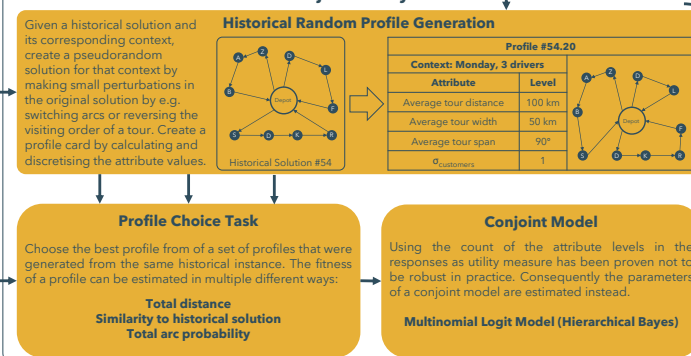 Historical Random Profile Generation
Given a historical solution and
its corresponding context,
create a pseudorandom
solution for that context by
making small perturbations in
the original solution by e.g.
switching arcs or reversing the
visiting order of a tour. Create a
profile card by calculating and
discretising the attribute values.
A
Z
D
L
B
Depot
F
S
D
K
R
Historical Solution #54
Profile #54.20
Context: Monday, 3 drivers
Attribute Level
Average tour distance 100 km
Average tour width 50 km
Average tour span 90°
σcustomers 1
A
Z
D
L
B
Depot
F
S
D
K
R
Profile Choice Task
Choose the best profile from of a set of profiles that were
generated from the same historical instance. The fitness
of a profile can be estimated in multiple different ways:
Total distance
Similarity to historical solution
Total arc probability
Conjoint Model
Using the count of the attribute levels in the
responses as utility measure has been proven not to
be robust in practice. Consequently the parameters
of a conjoint model are estimated instead.
Multinomial Logit Model (Hierarchical Bayes)